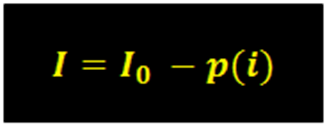 I = I₀ − p(i)